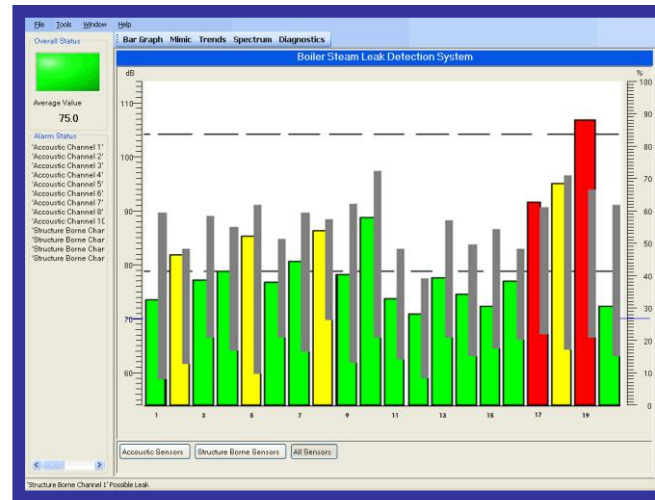 File Tools Window Help
Overall Status
Bar Graph Mimic Trends Spectrum Diagnostics
Boiler Steam Leak Detection System
dB
%
Average Value
75.0
Alarm Status
'Accoustic Channel 1'
'Accoustic Channel 2'
'Accoustic Channel 3'
'Accoustic Channel 4'
'Accoustic Channel 5'
'Accoustic Channel 6'
'Accoustic Channel 7'
'Accoustic Channel 8'
'Accoustic Channel 1(
'Structure Borne Char
'Structure Borne Char
'Structure Borne Char
'Structure Borne Char
110
100
90
80
70
60
100
90
80
70
60
50
40
30
20
10
0
1 3 5 7 9 11 13 15 17 19
Accoustic Sensors Structure Borne Sensors All Sensors
'Structure Borne Channel 1' Possible Leak